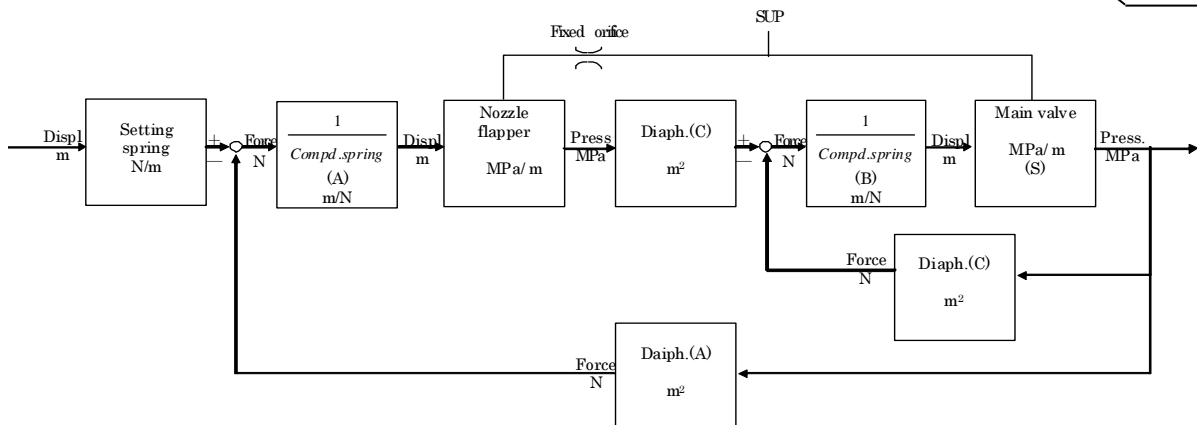 SUP
Fixed orifice
Displ
m
Setting
spring
N/m
+
—
Force
N
1
Compd.spring
(A)
m/N
Displ
m
Nozzle
flapper
MPa/m
Press
MPa
Diaph.(C)
m²
+
—
Force
N
1
Compd.spring
(B)
m/N
Displ
m
Main valve
MPa/m
(S)
Press.
MPa
Force
N
Diaph.(C)
m²
Force
N
Daiph.(A)
m²